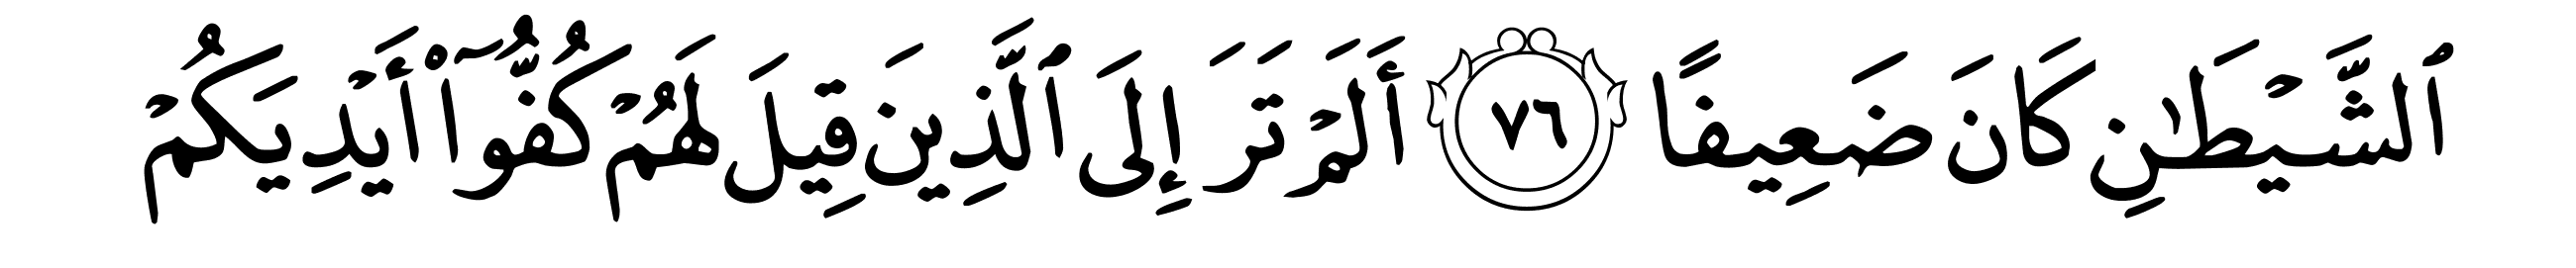 ٱلشَّيۡطَٰنِ كَانَ ضَعِيفًا ٧٦ أَلَمۡ تَرَ إِلَى ٱلَّذِينَ قِيلَ لَهُمۡ كُفُّوٓاْ أَيۡدِيَكُمۡ